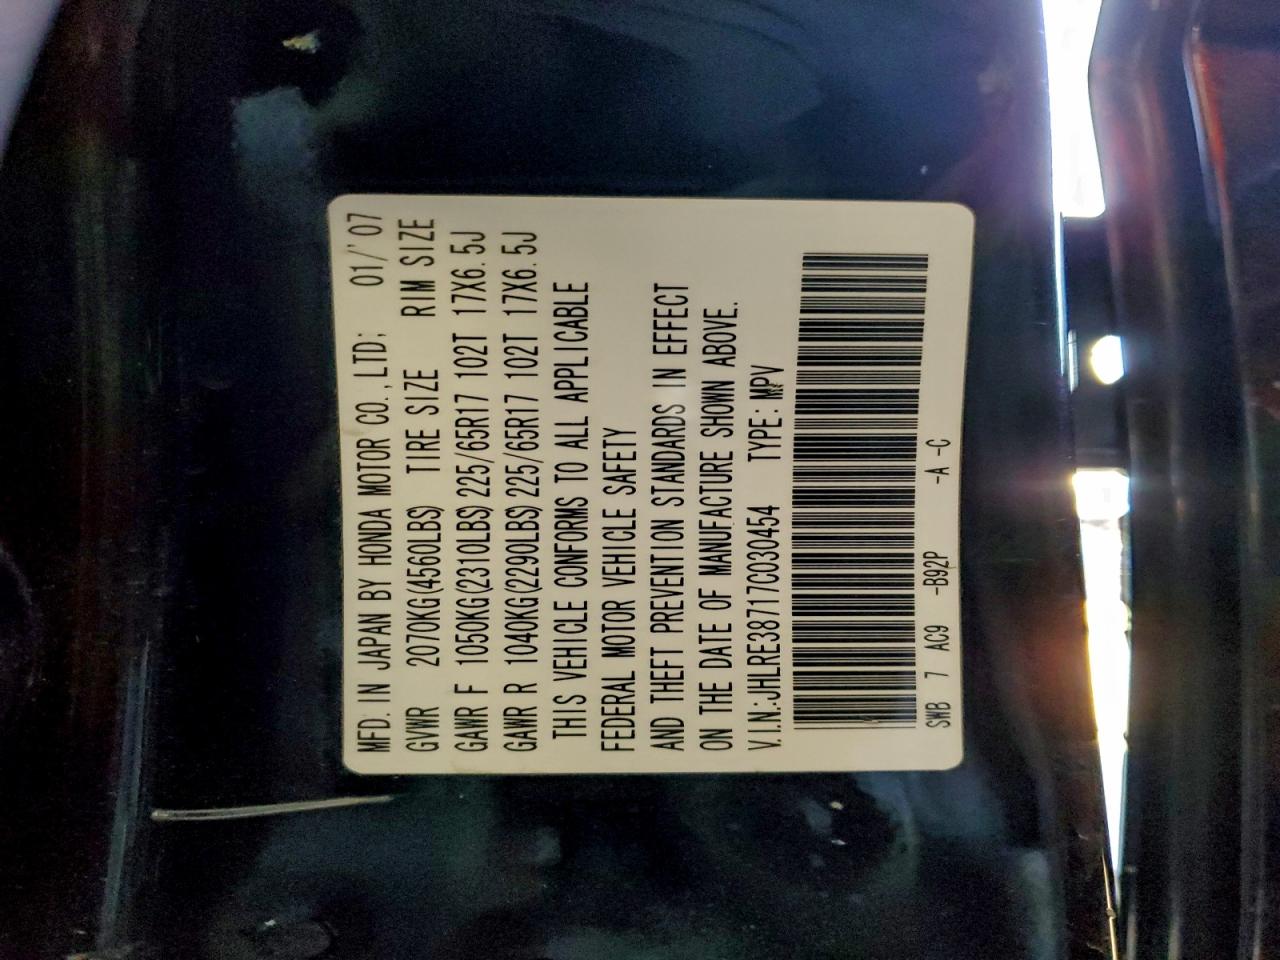 MFD. IN JAPAN BY HONDA MOTOR CO., LTD; 01/'07
GVWR 2070KG(4560LBS) TIRE SIZE RIM SIZE
GAWR F 1050KG(2310LBS) 225/65R17 102T 17X6.5J
GAWR R 1040KG(2290LBS) 225/65R17 102T 17X6.5J
THIS VEHICLE CONFORMS TO ALL APPLICABLE
FEDERAL MOTOR VEHICLE SAFETY
AND THEFT PREVENTION STANDARDS IN EFFECT
ON THE DATE OF MANUFACTURE SHOWN ABOVE.
V.I.N.:JHLRE38717C030454 TYPE: MPV
SWB 7 AC9 -B92P -A -C